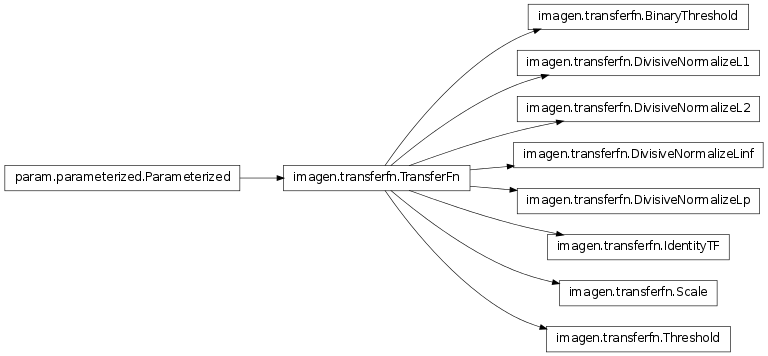 imagen.transferfn.BinaryThreshold
imagen.transferfn.DivisiveNormalizeL1
imagen.transferfn.DivisiveNormalizeL2
imagen.transferfn.DivisiveNormalizeLinf
param.parameterized.Parameterized
imagen.transferfn.TransferFn
imagen.transferfn.DivisiveNormalizeLp
imagen.transferfn.IdentityTF
imagen.transferfn.Scale
imagen.transferfn.Threshold